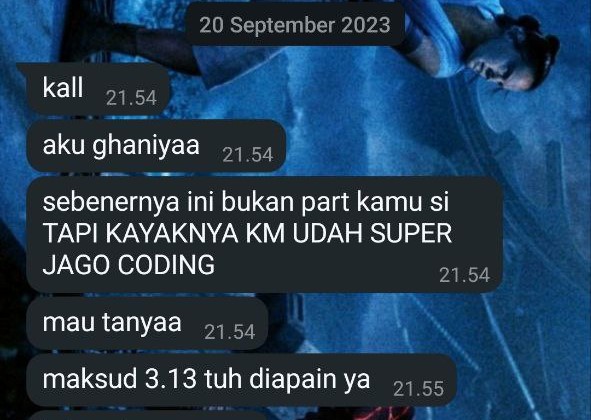 20 September 2023
kall 21.54
aku ghaniyaa 21.54
sebenernya ini bukan part kamu si
TAPI KAYAKNYA KM UDAH SUPER
JAGO CODING 21.54
mau tanyaa 21.54
maksud 3.13 tuh diapain ya 21.55